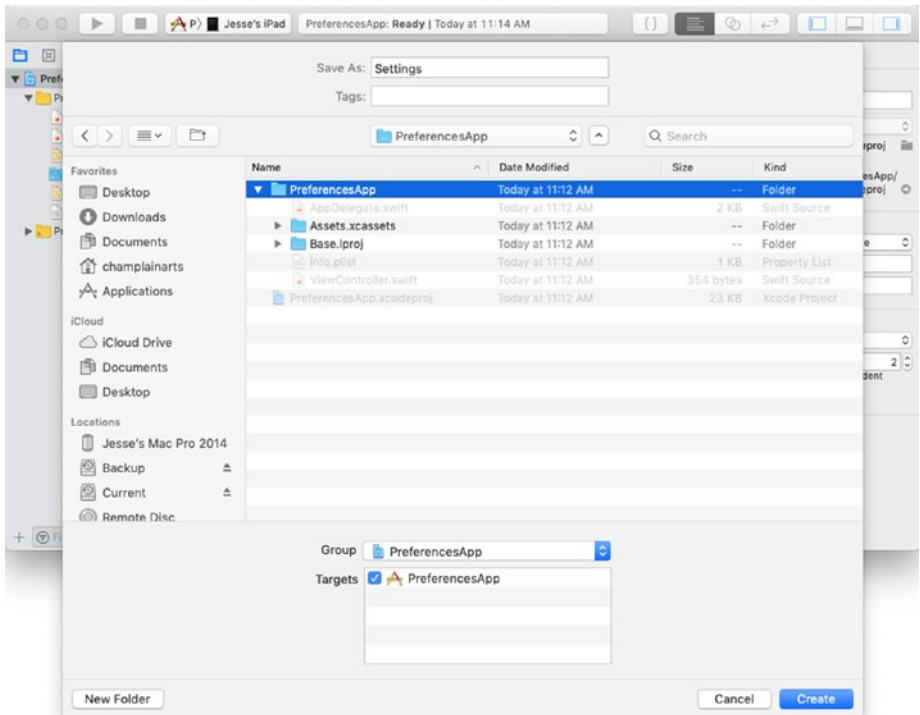 P⟩ Jesse's iPad PreferencesApp: Ready | Today at 11:14 AM
Save As: Settings
Tags:
PreferencesApp Search
Favorites
Desktop
Downloads
Documents
champlainarts
Applications
iCloud
iCloud Drive
Documents
Desktop
Locations
Jesse's Mac Pro 2014
Backup
Current
Remote Disc
Name Date Modified Size Kind
PreferencesApp Today at 11:12 AM -- Folder
AppDelegate.swift Today at 11:12 AM 2 KB Swift Source
Assets.xcassets Today at 11:12 AM -- Folder
Base.lproj Today at 11:12 AM -- Folder
Info.plist Today at 11:12 AM 1 KB Property List
ViewController.swift Today at 11:12 AM 354 bytes Swift Source
PreferencesApp.xcodeproj Today at 11:12 AM 23 KB Xcode Project
Pref
eproj
esApp/
eproj
e
2
dent
Group PreferencesApp
Targets PreferencesApp
New Folder Cancel Create